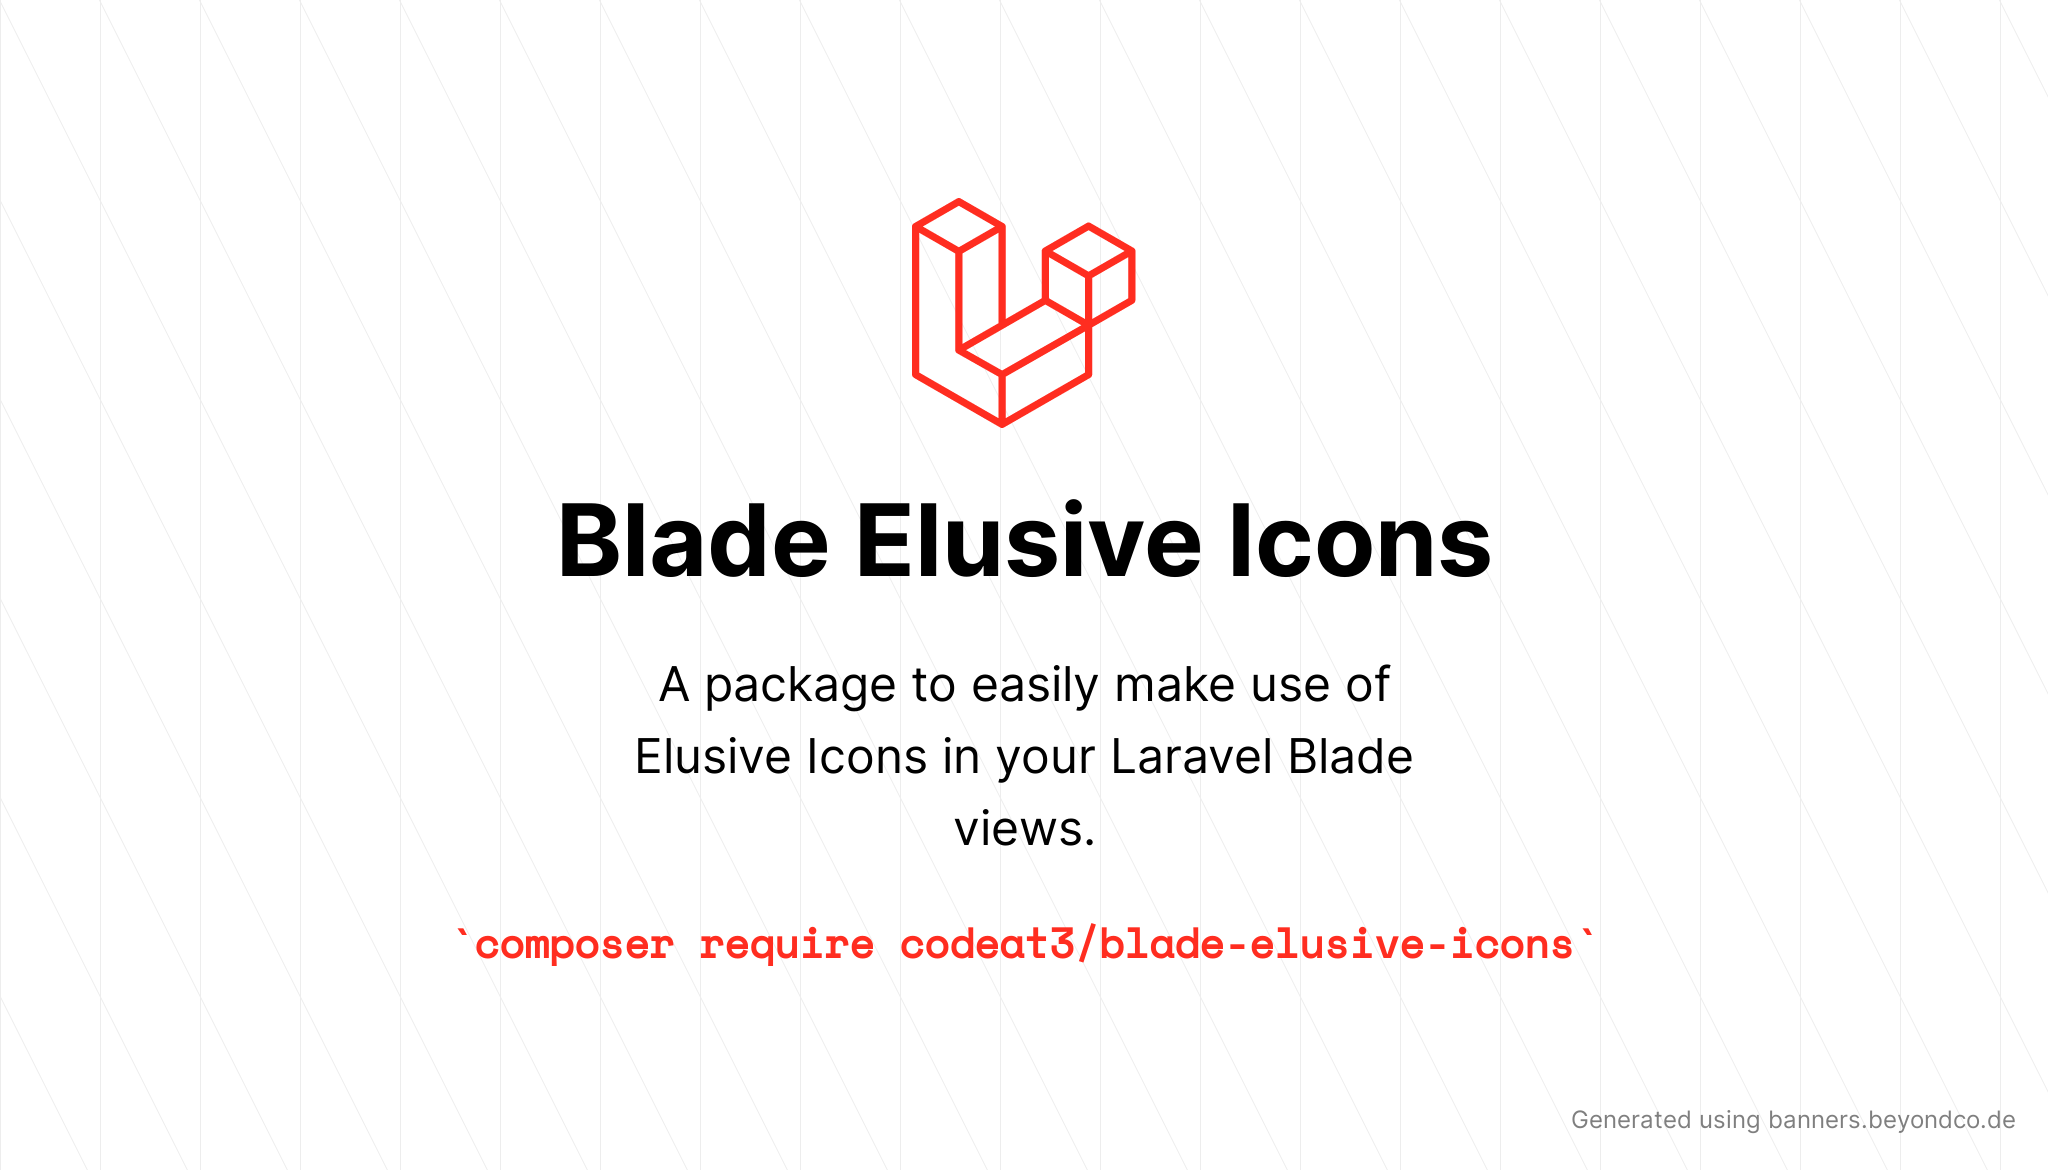 Blade Elusive Icons
A package to easily make use of
Elusive Icons in your Laravel Blade
views.
`composer require codeat3/blade-elusive-icons`
Generated using banners.beyondco.de